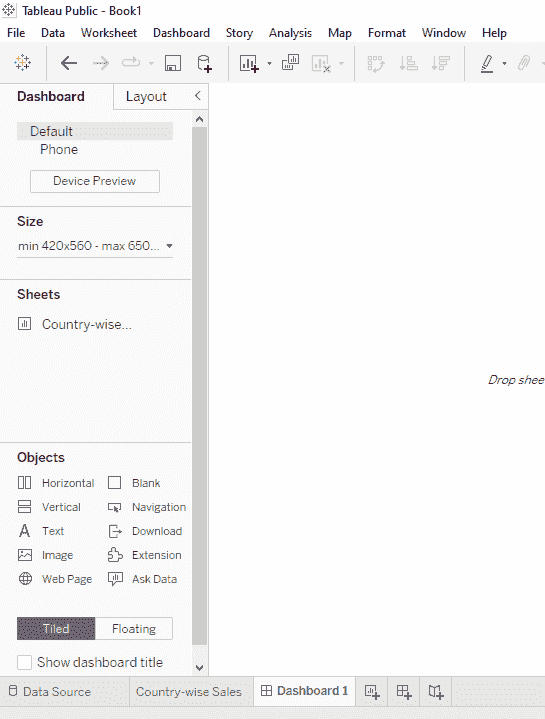 Tableau Public - Book1
File Data Worksheet Dashboard Story Analysis Map Format Window Help
Dashboard Layout
Default
Phone
Device Preview
Size
min 420x560 - max 650...
Sheets
Country-wise...
Drop shee
Objects
Horizontal Blank
Vertical Navigation
Text Download
Image Extension
Web Page Ask Data
Tiled Floating
Show dashboard title
Data Source Country-wise Sales Dashboard 1